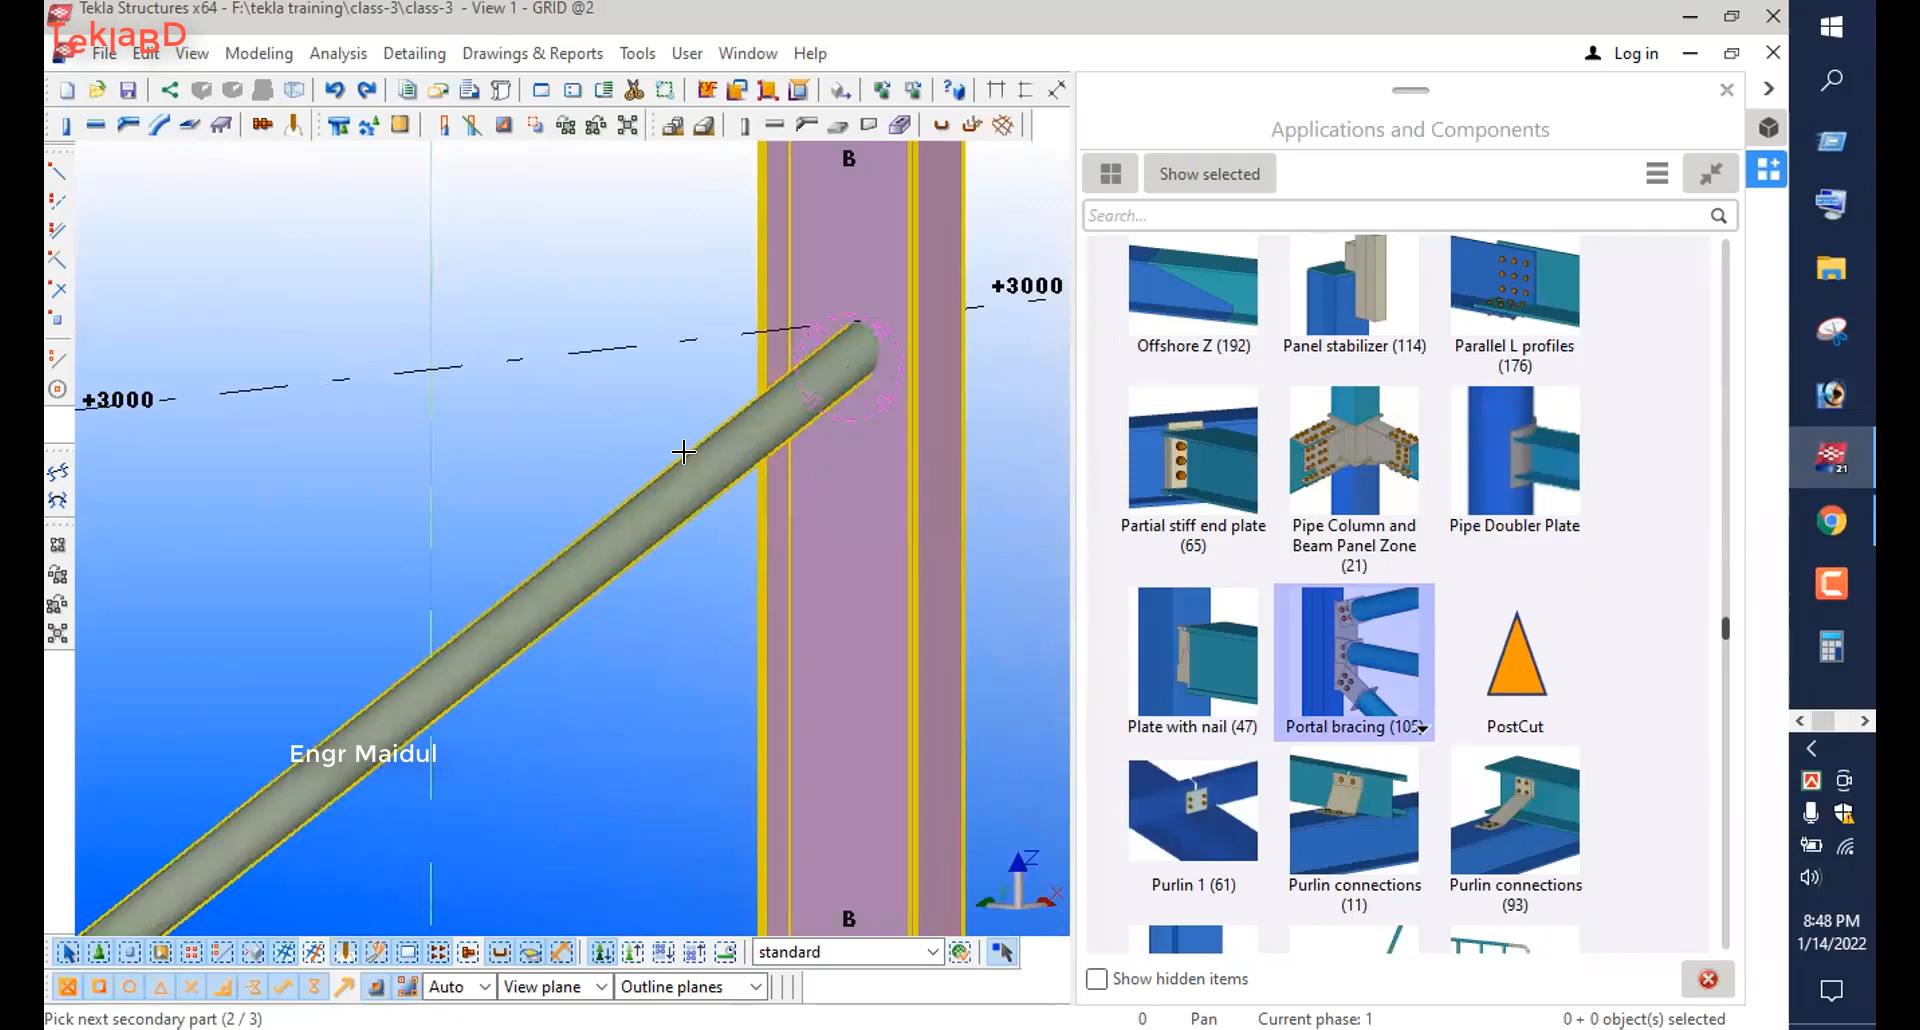 Tekla Structures x64 - F:\tekla training\class-3\class-3 - View 1 - GRID @2
TeklaBD
File Edit View Modeling Analysis Detailing Drawings & Reports Tools User Window Help
Log in
Applications and Components
Show selected
Search...
B
+3000
+3000
Offshore Z (192)
Panel stabilizer (114)
Parallel L profiles
(176)
Partial stiff end plate
(65)
Pipe Column and
Beam Panel Zone
(21)
Pipe Doubler Plate
Plate with nail (47)
Portal bracing (105
PostCut
Engr Maidul
Purlin 1 (61)
Purlin connections
(11)
Purlin connections
(93)
Z
X
B
21
8:48 PM
1/14/2022
standard
Show hidden items
Auto
View plane
Outline planes
Pick next secondary part (2 / 3)
0
Pan
Current phase: 1
0 + 0 object(s) selected